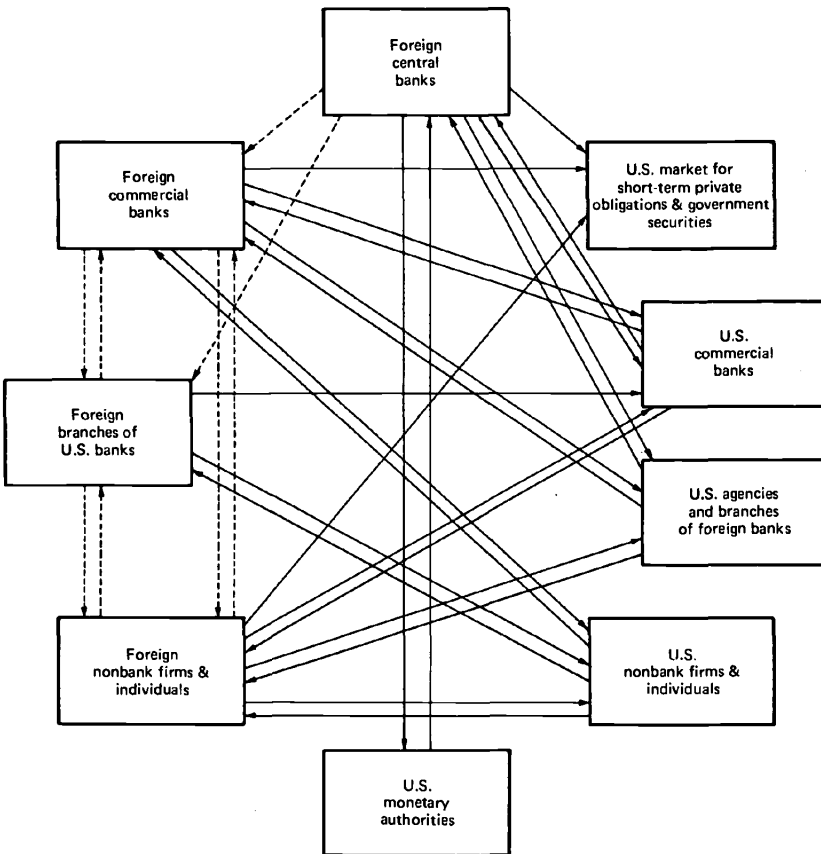 Foreign
central
banks
Foreign
commercial
banks
U.S. market for
short-term private
obligations & government
securities
U.S.
commercial
banks
Foreign
branches of
U.S. banks
U.S. agencies
and branches
of foreign banks
Foreign
nonbank firms &
individuals
U.S.
nonbank firms &
individuals
U.S.
monetary
authorities